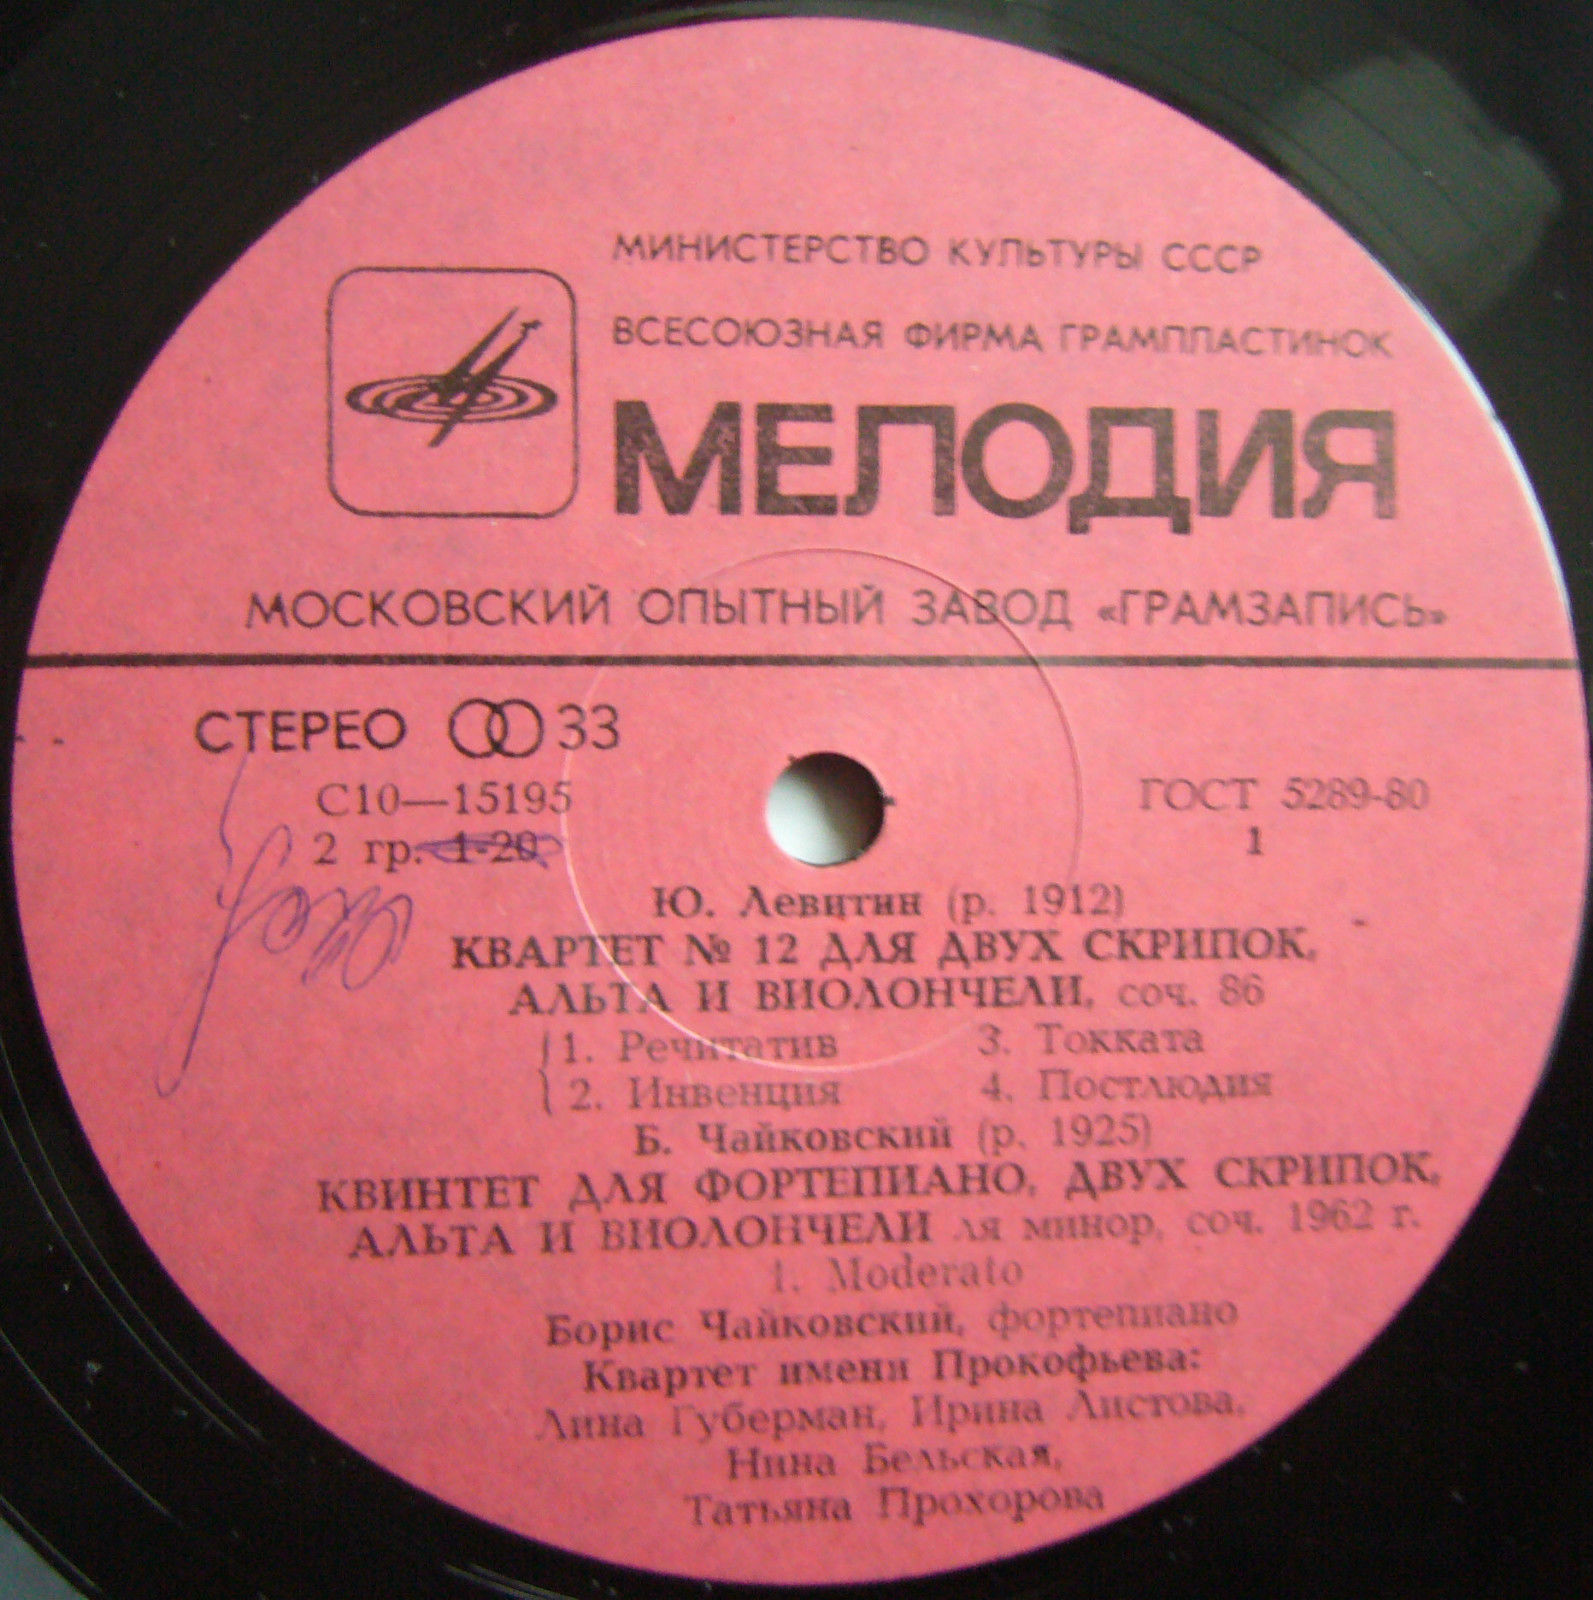 МИНИСТЕРСТВО КУЛЬТУРЫ СССР
ВСЕСОЮЗНАЯ ФИРМА ГРАМПЛАСТИНОК
МЕЛОДИЯ
МОСКОВСКИЙ ОПЫТНЫЙ ЗАВОД «ГРАМЗАПИСЬ»
СТЕРЕО 33
С10—15195
ГОСТ 5289-80
2 гр. 1-20
1
Ю. Левитин (р. 1912)
КВАРТЕТ № 12 ДЛЯ ДВУХ СКРИПОК,
АЛЬТА И ВИОЛОНЧЕЛИ, соч. 86
1. Речитатив 3. Токката
2. Инвенция 4. Постлюдия
Б. Чайковский (р. 1925)
КВИНТЕТ ДЛЯ ФОРТЕПИАНО, ДВУХ СКРИПОК,
АЛЬТА И ВИОЛОНЧЕЛИ ля минор, соч. 1962 г.
1. Moderato
Борис Чайковский, фортепиано
Квартет имени Прокофьева:
Лина Губерман, Ирина Листова,
Нина Бельская,
Татьяна Прохорова